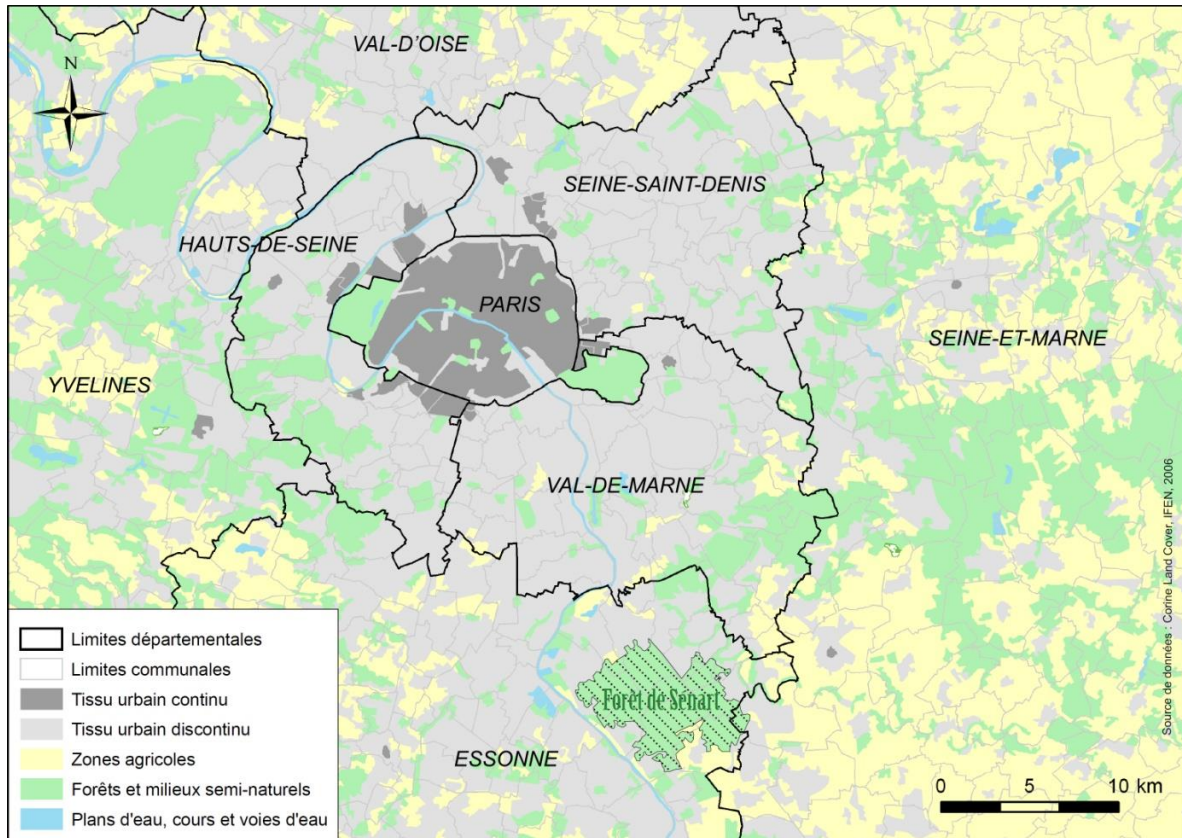 VAL-D'OISE
N
SEINE-SAINT-DENIS
HAUTS-DE-SEINE
PARIS
SEINE-ET-MARNE
YVELINES
VAL-DE-MARNE
Forêt de Sénart
ESSONNE
Limites départementales
Limites communales
Tissu urbain continu
Tissu urbain discontinu
Zones agricoles
Forêts et milieux semi-naturels
Plans d'eau, cours et voies d'eau
0 5 10 km
Source de données : Corine Land Cover, IFEN, 2006